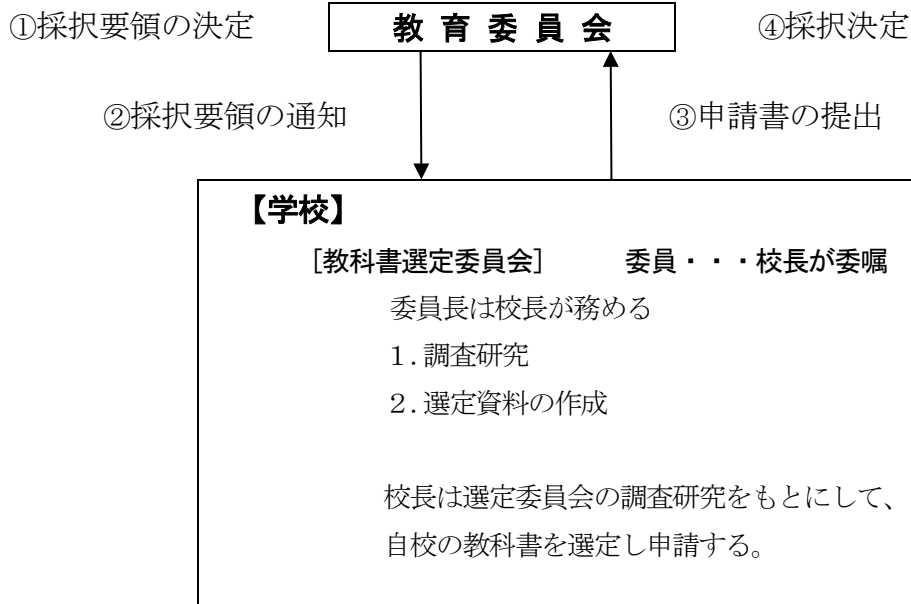 ①採択要領の決定 教育委員会 ④採択決定
②採択要領の通知 ③申請書の提出
【学校】
[教科書選定委員会] 委員・・・校長が委嘱
委員長は校長が務める
1.調査研究
2.選定資料の作成
校長は選定委員会の調査研究をもとにして、
自校の教科書を選定し申請する。